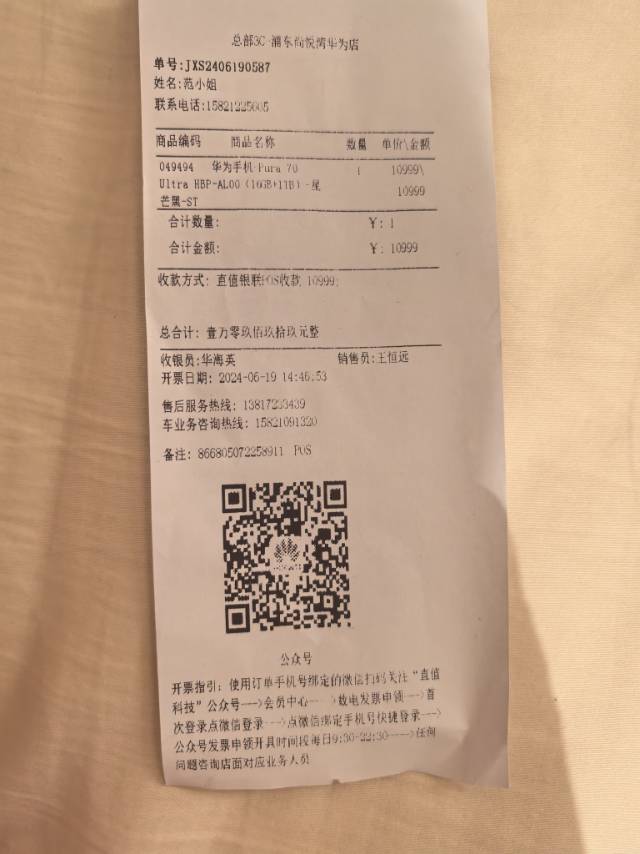 总部3C-浦东尚悦湾华为店
单号:JXS2406190587
姓名:范小姐
联系电话:15821225605
商品编码 商品名称 数量 单价\金额
049494 华为手机-Pura 70 1 10999\
Ultra HBP-AL00（16GB+1TB）-星 10999
芒黑-ST
合计数量: ￥: 1
合计金额: ￥: 10999
收款方式: 直值银联POS收款 10999;
总合计: 壹万零玖佰玖拾玖元整
收银员:华海英 销售员:王恒远
开票日期: 2024-06-19 14:46:53
售后服务热线: 13817233439
车业务咨询热线: 15821091320
备注: 866805072258911 POS
公众号
开票指引: 使用订单手机号绑定的微信扫码关注“直值
科技”公众号--->会员中心--->数电发票申领--->首
次登录点微信登录--->点微信绑定手机号快捷登录--->
公众号发票申领开具时间段每日9:30-22:30---->任何
问题咨询店面对应业务人员